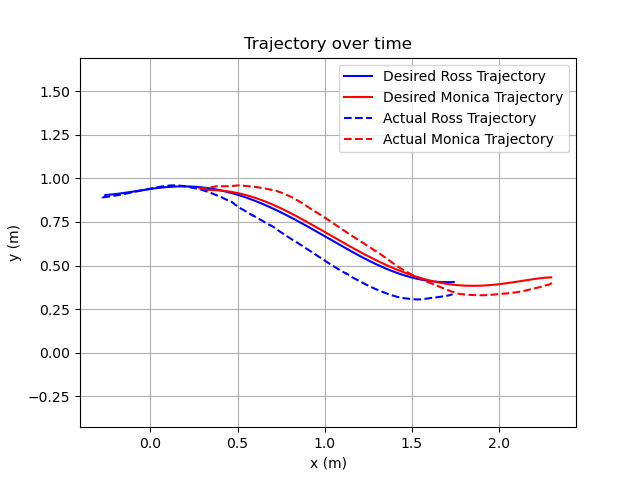 Trajectory over time
Desired Ross Trajectory
Desired Monica Trajectory
Actual Ross Trajectory
Actual Monica Trajectory
1.50
1.25
1.00
0.75
0.50
0.25
0.00
−0.25
y (m)
0.0 0.5 1.0 1.5 2.0
x (m)